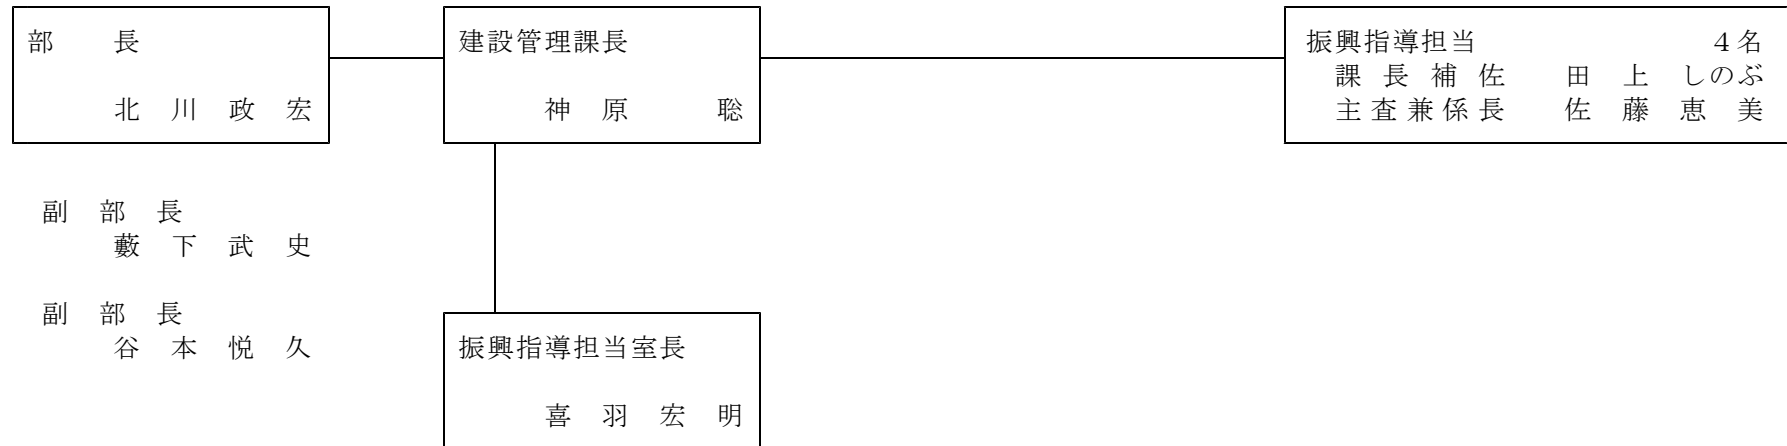 部　　長
北　川　政　宏
副　部　長
藪　下　武　史
副　部　長
谷　本　悦　久
建設管理課長
神　原　　　聡
振興指導担当室長
喜　羽　宏　明
振興指導担当　　　　　　　　４名
課 長 補 佐　　田　上　しのぶ
主査兼係長　　佐　藤　恵　美